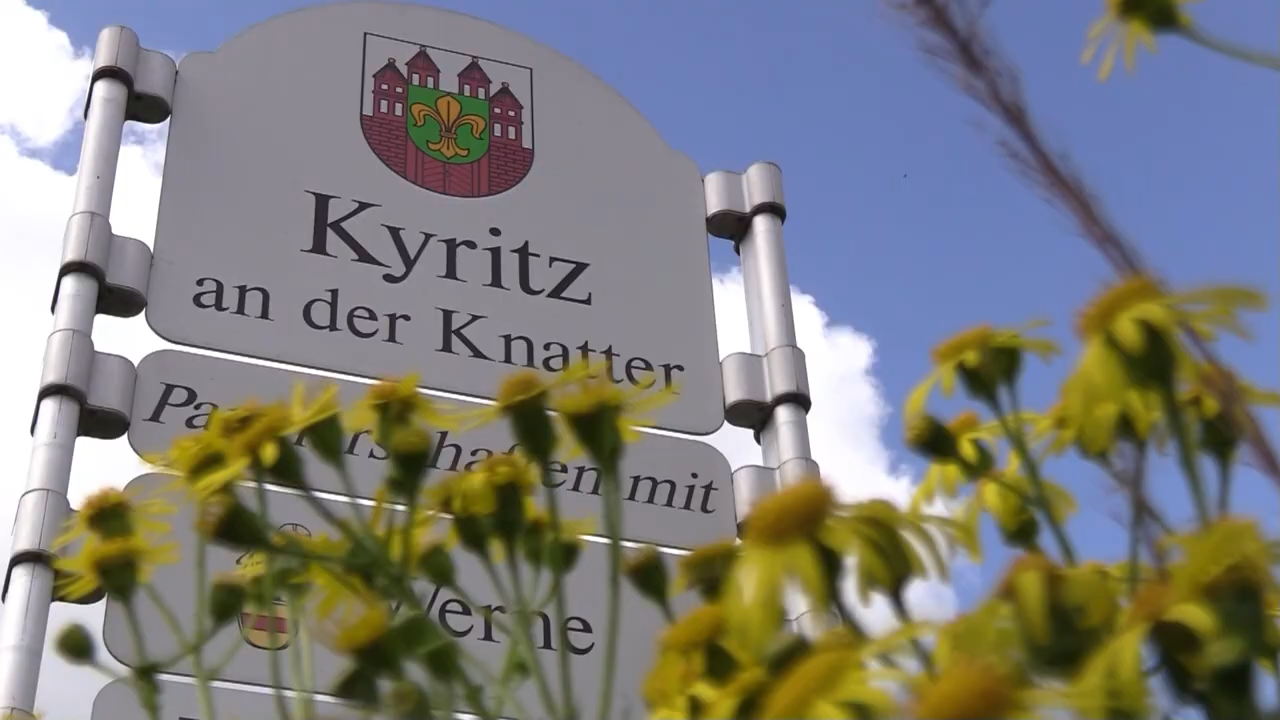 Kyritz
an der Knatter
Partnerschaften mit
Werne